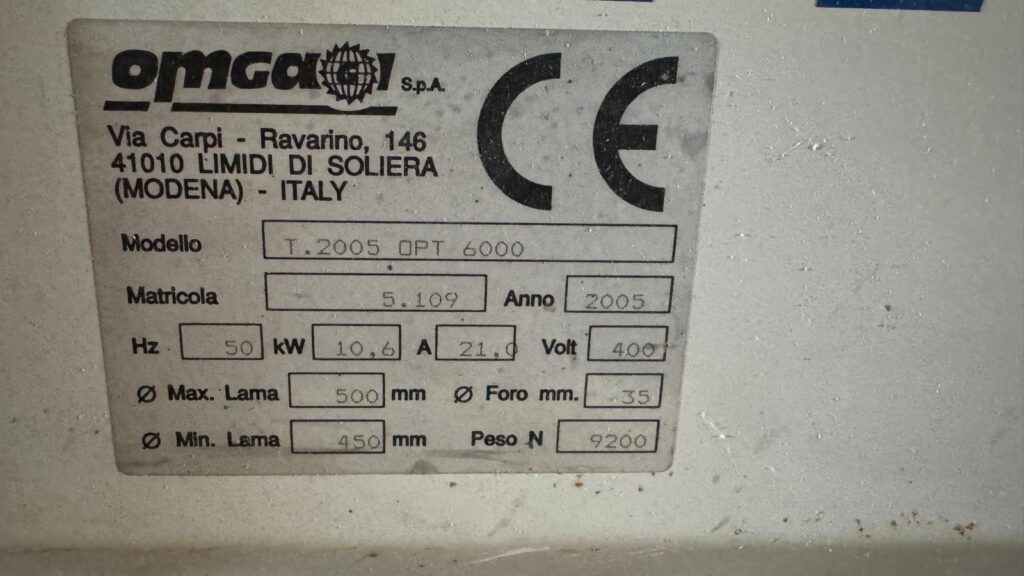 omga S.p.A.
CE
Via Carpi - Ravarino, 146
41010 LIMIDI DI SOLIERA
(MODENA) - ITALY
Modello T.2005 OPT 6000
Matricola 5.109 Anno 2005
Hz 50 kW 10,6 A 21,0 Volt 400
Ø Max. Lama 500 mm Ø Foro mm. 35
Ø Min. Lama 450 mm Peso N 9200